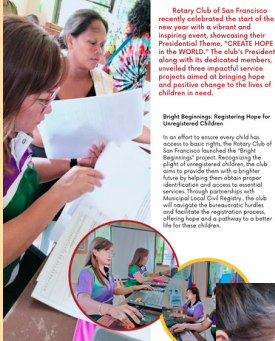 Rotary Club of San Francisco
recently celebrated the start of the
new year with a vibrant and
inspiring event, showcasing their
Presidential Theme, "CREATE HOPE
in the WORLD." The club's President
along with its dedicated members,
unveiled three impactful service
projects aimed at bringing hope
and positive change to the lives of
children in need.
Bright Beginnings: Registering Hope for
Unregistered Children
In an effort to ensure every child has
access to basic rights, the Rotary Club of
San Francisco launched the "Bright
Beginnings" project. Recognizing the
plight of unregistered children, the club
aims to provide them with a brighter
future by helping them obtain proper
identification and access to essential
services. Through partnerships with
Municipal Local Civil Registry , the club
will navigate the bureaucratic hurdles
and facilitate the registration process,
offering hope and a pathway to a better
life for these children.